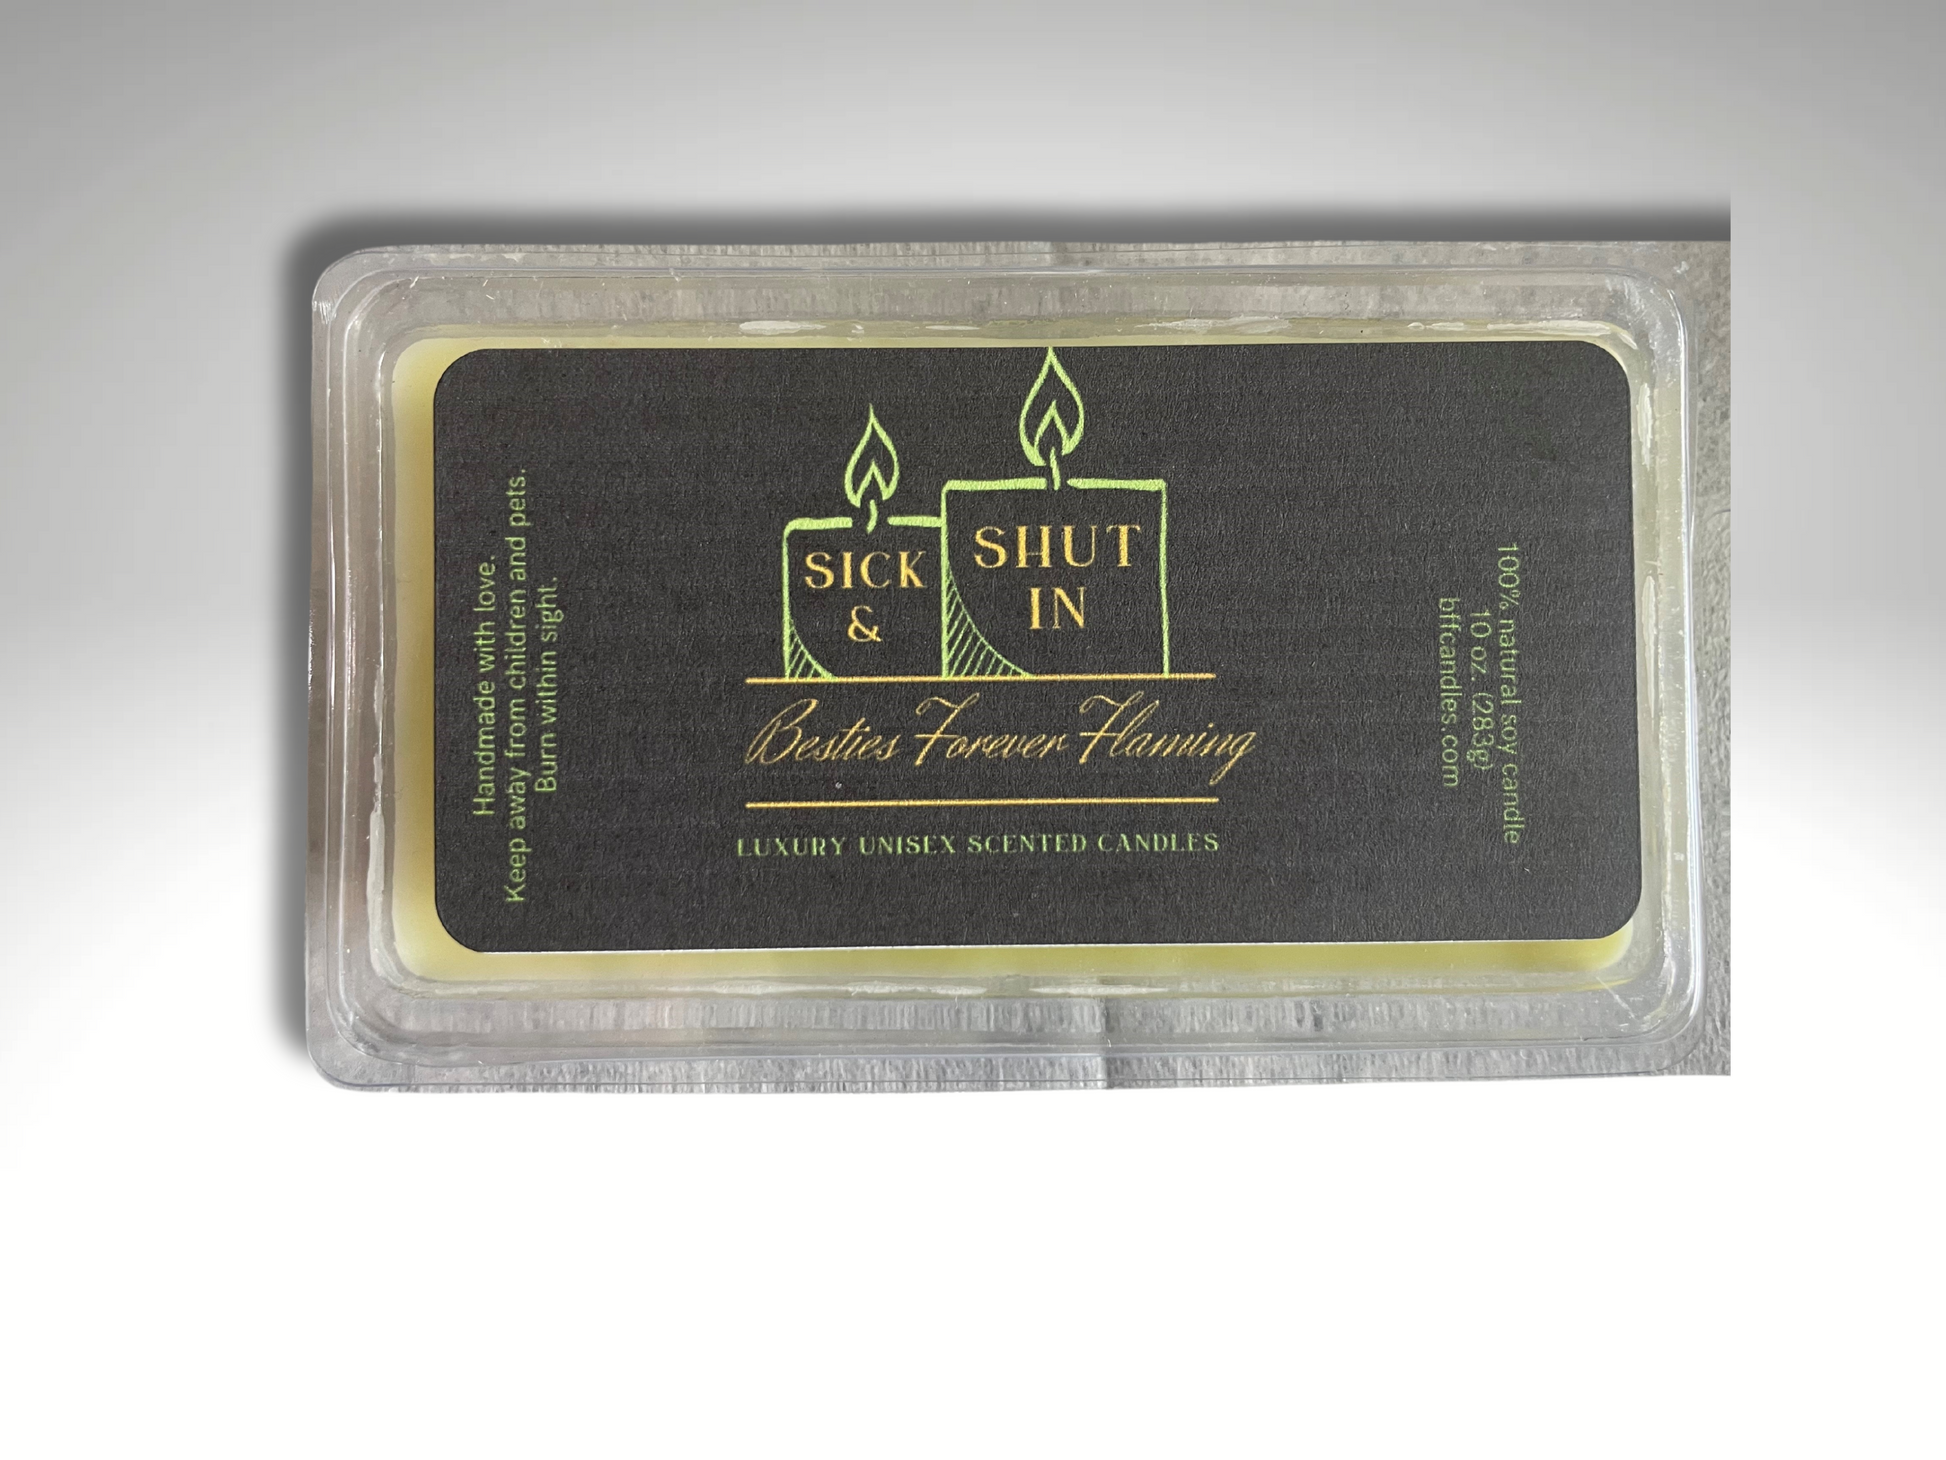 Handmade with love.
Keep away from children and pets.
Burn within sight.
SICK
&
SHUT
IN
Besties Forever Flaming
LUXURY UNISEX SCENTED CANDLES
100% natural soy candle
10 oz. (283g)
bffcandles.com